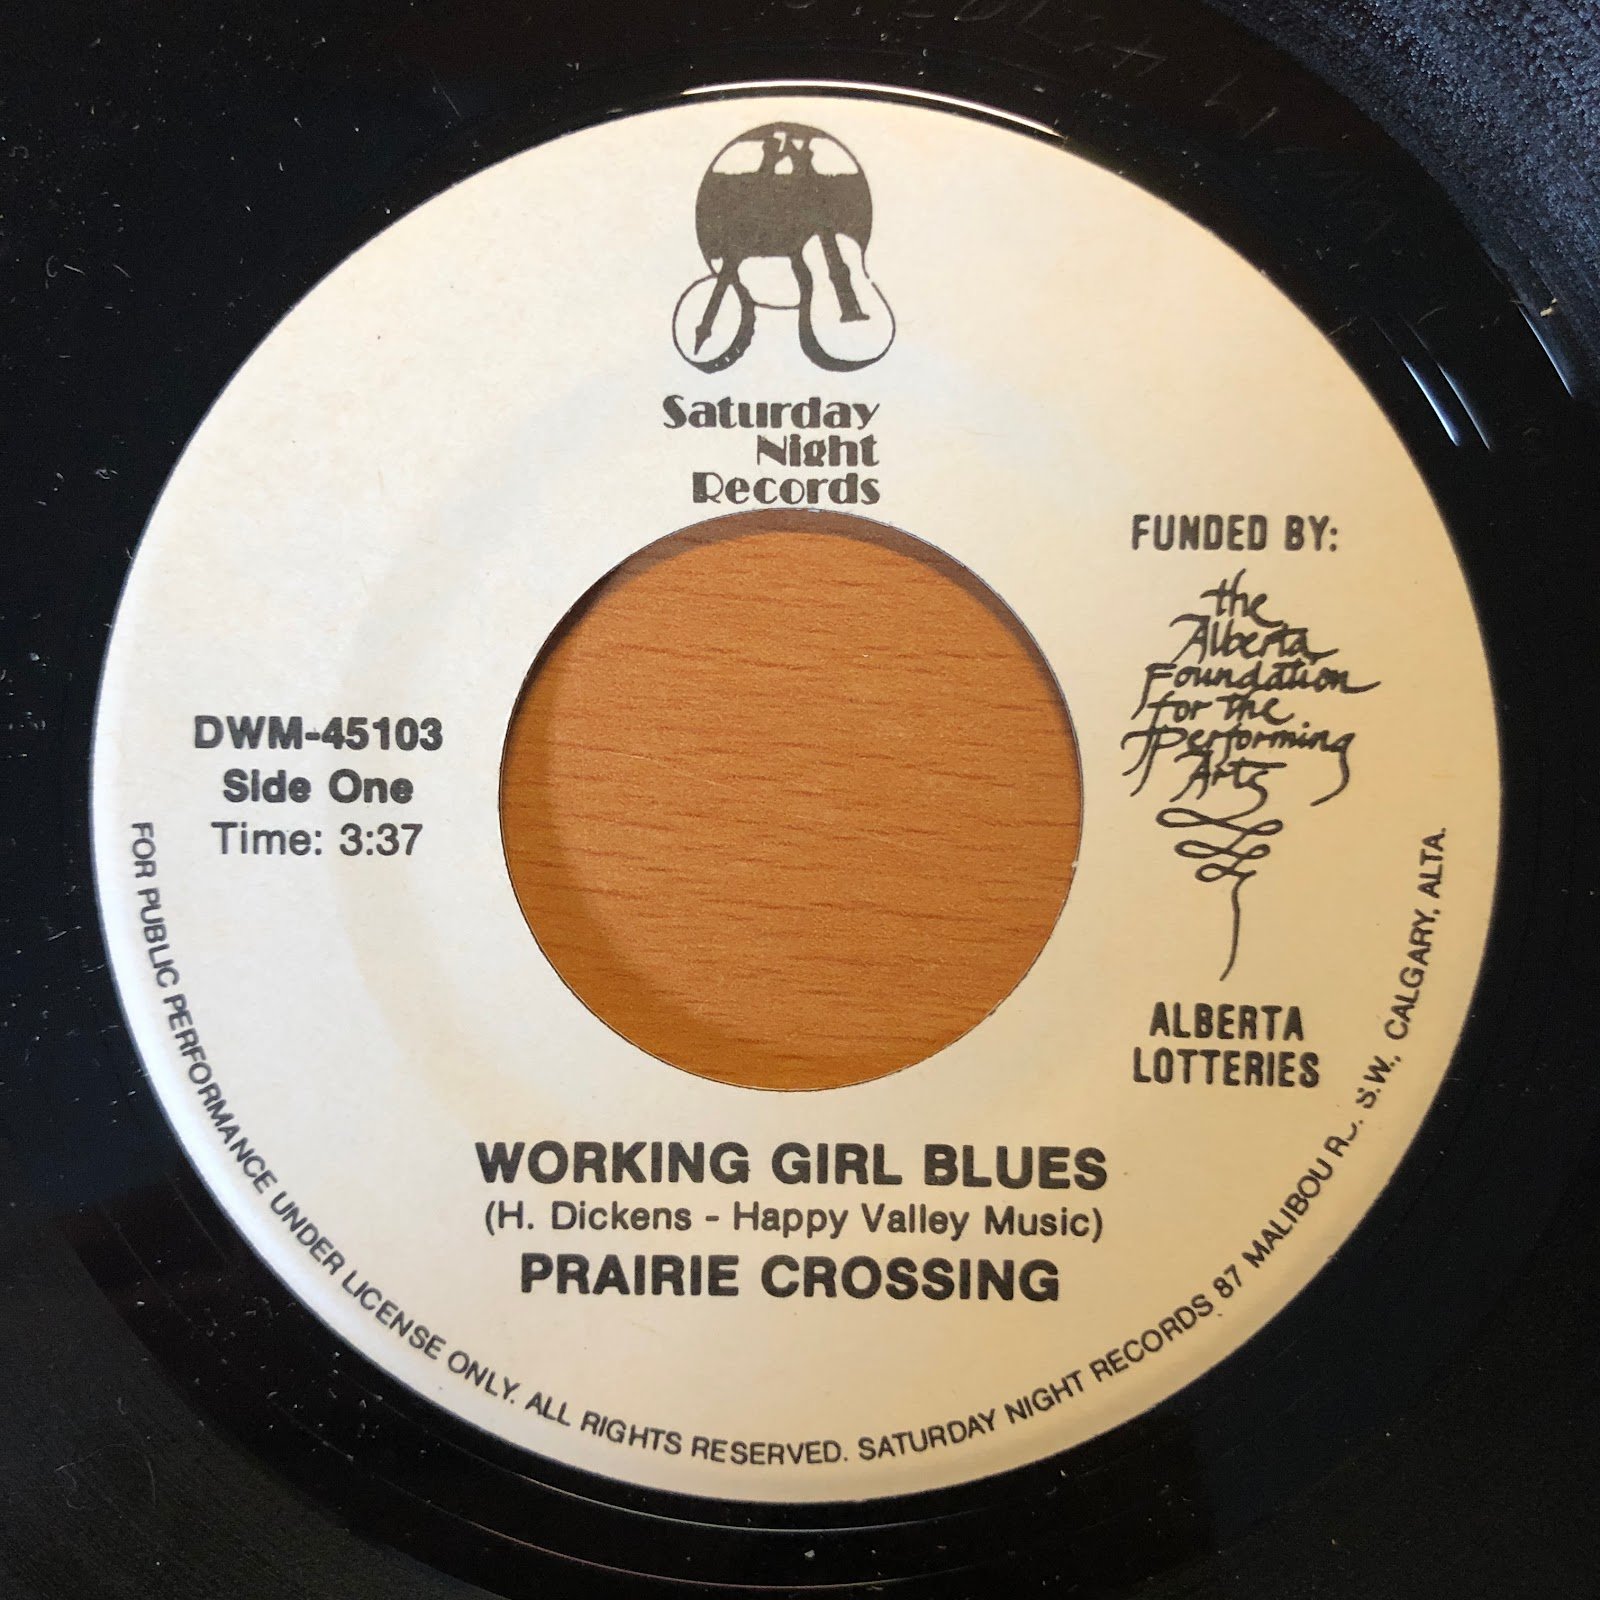 Saturday
Night
Records
FUNDED BY:
the
Alberta
Foundation
for the
Performing
Arts
ALBERTA
LOTTERIES
DWM-45103
Side One
Time: 3:37
WORKING GIRL BLUES
(H. Dickens - Happy Valley Music)
PRAIRIE CROSSING
FOR PUBLIC PERFORMANCE UNDER LICENSE ONLY. ALL RIGHTS RESERVED. SATURDAY NIGHT RECORDS 87 MALIBOU RD. S.W., CALGARY, ALTA.